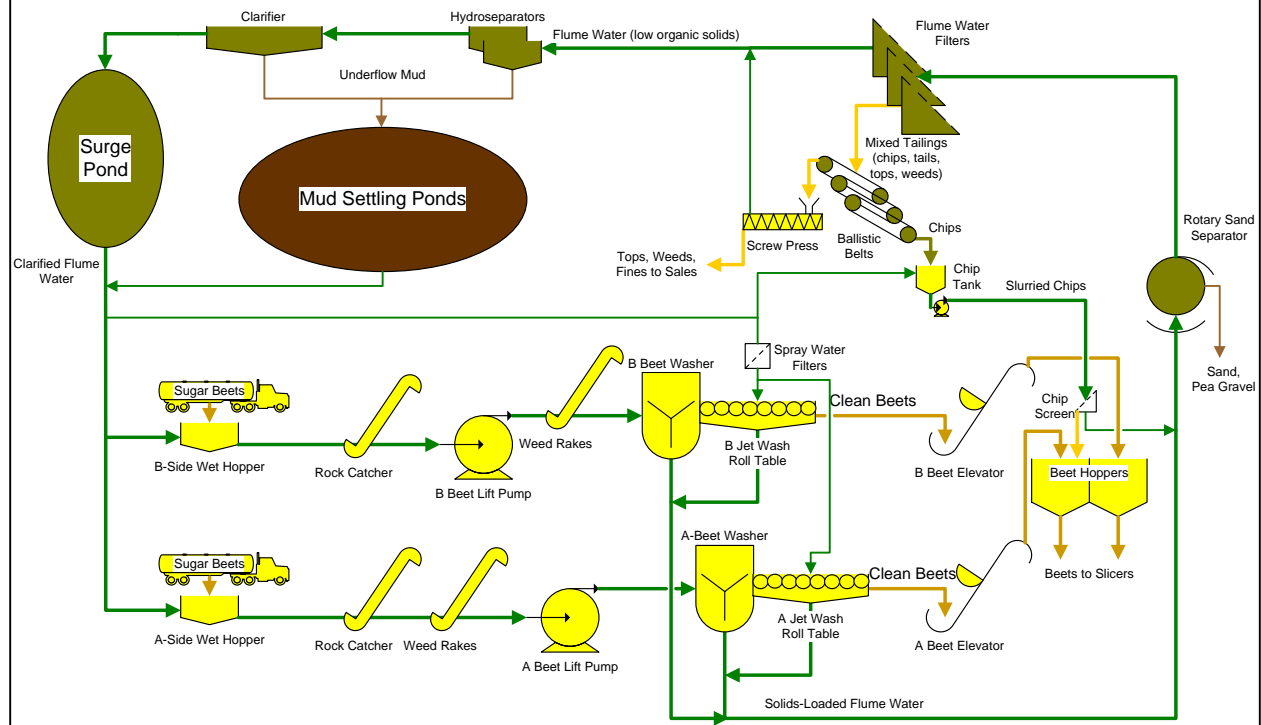 Clarifier
Hydroseparators
Flume Water (low organic solids)
Flume Water
Filters
Underflow Mud
Surge
Pond
Mud Settling Ponds
Mixed Tailings
(chips, tails,
tops, weeds)
Rotary Sand
Separator
Chips
Screw Press
Ballistic
Belts
Tops, Weeds,
Fines to Sales
Clarified Flume
Water
Chip
Tank
Slurried Chips
Spray Water
Filters
Sand,
Pea Gravel
B Beet Washer
Sugar Beets
Clean Beets
Chip
Screen
Weed Rakes
B Jet Wash
Roll Table
B-Side Wet Hopper
Rock Catcher
B Beet Lift Pump
B Beet Elevator
Beet Hoppers
A-Beet Washer
Sugar Beets
Clean Beets
Beets to Slicers
A-Side Wet Hopper
Rock Catcher
Weed Rakes
A Beet Lift Pump
A Jet Wash
Roll Table
A Beet Elevator
Solids-Loaded Flume Water